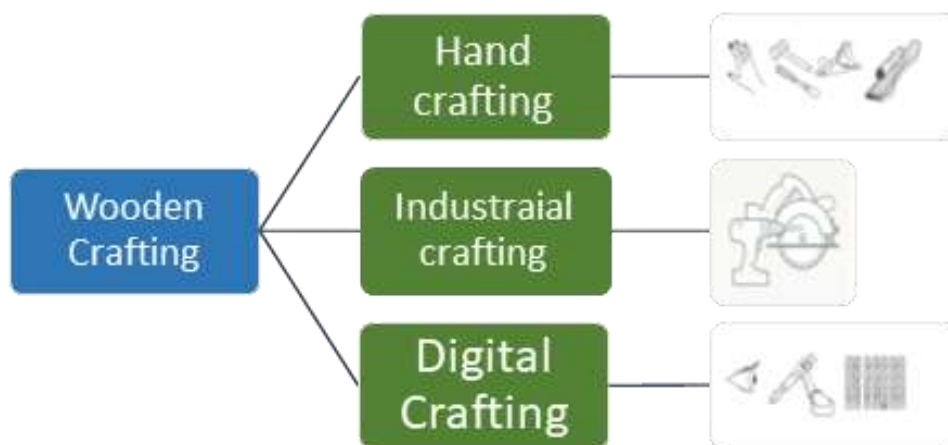 Hand
crafting
Wooden
Crafting
Industraial
crafting
Digital
Crafting